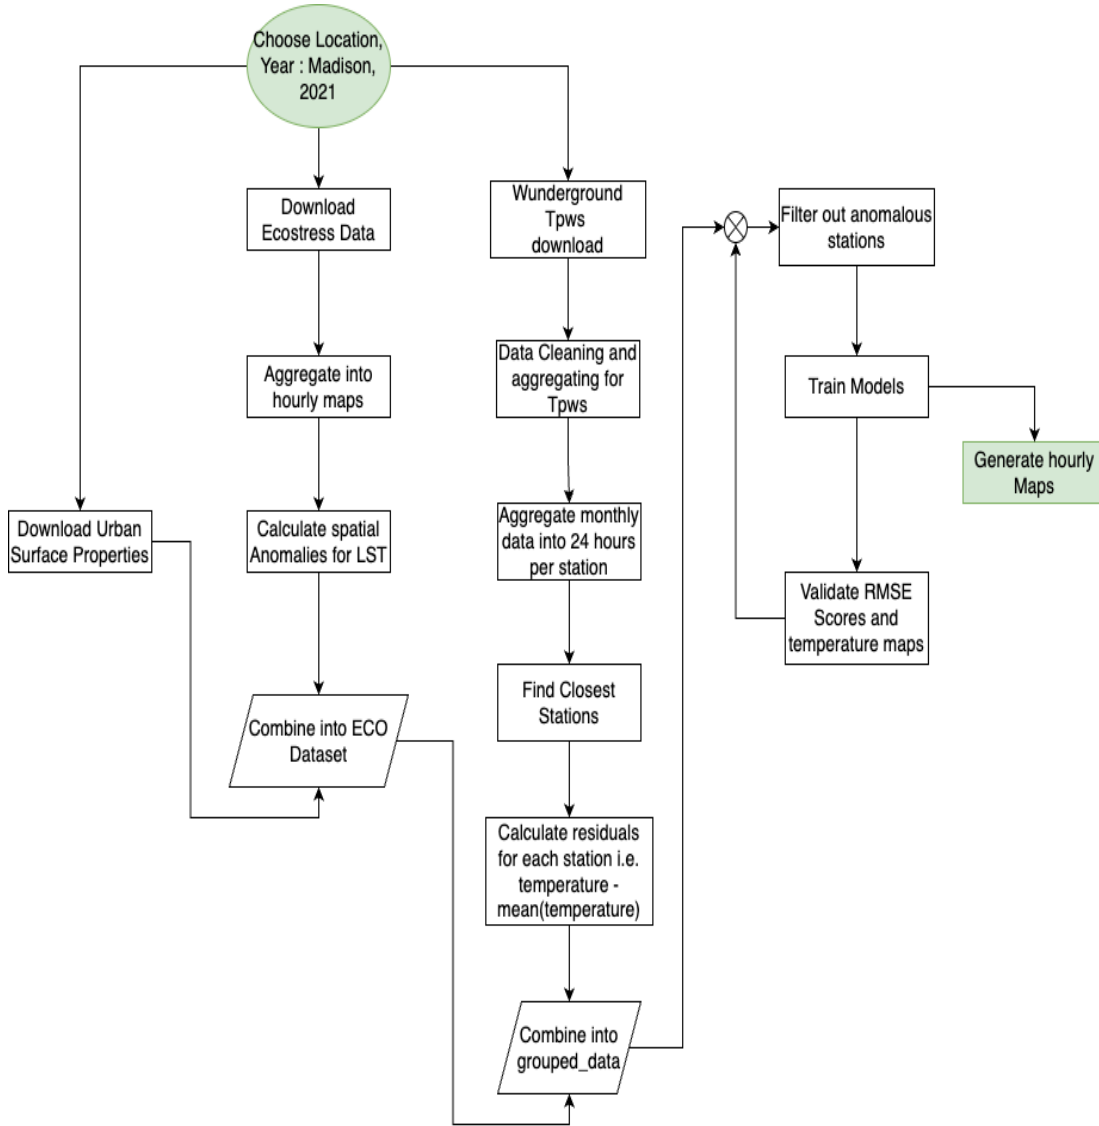 Choose Location,
Year : Madison,
2021
Download
Ecostress Data
Wunderground
Tpws
download
Filter out anomalous
stations
Aggregate into
hourly maps
Data Cleaning and
aggregating for
Tpws
Train Models
Generate hourly
Maps
Download Urban
Surface Properties
Calculate spatial
Anomalies for LST
Aggregate monthly
data into 24 hours
per station
Validate RMSE
Scores and
temperature maps
Find Closest
Stations
Combine into ECO
Dataset
Calculate residuals
for each station i.e.
temperature -
mean(temperature)
Combine into
grouped_data